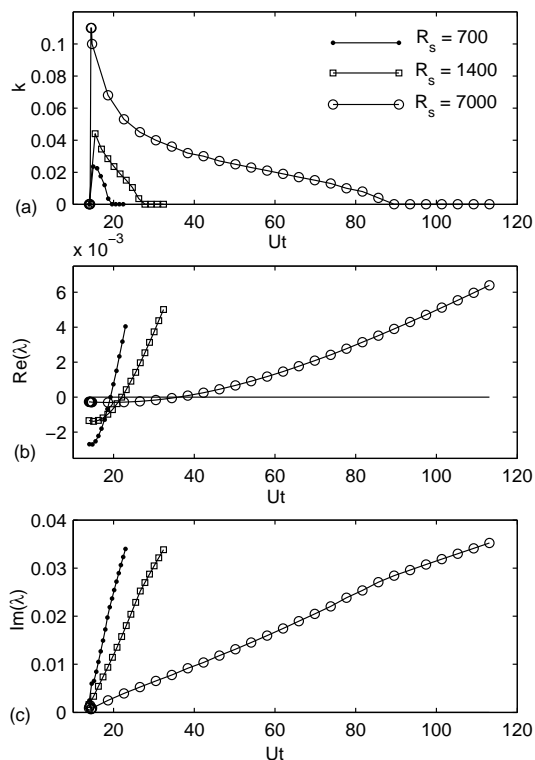 0.1
0.08
0.06
0.04
0.02
0
k
R_s = 700
R_s = 1400
R_s = 7000
20 40 60 80 100 120
(a)
Ut
x 10^−3
6
4
2
0
−2
Re(λ)
20 40 60 80 100 120
(b)
Ut
0.04
0.03
0.02
0.01
0
Im(λ)
20 40 60 80 100 120
(c)
Ut